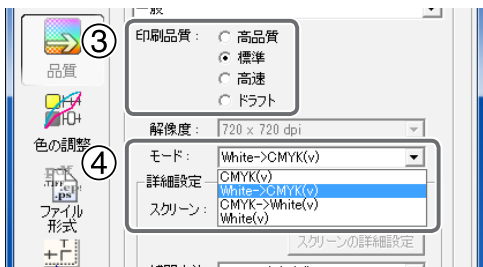 一般
③
印刷品質：
高品質
標準
高速
ドラフト
品質
解像度：
720 x 720 dpi
色の調整
④
モード：
White->CMYK(v)
CMYK(v)
White->CMYK(v)
CMYK->White(v)
White(v)
詳細設定
スクリーン：
.ps
ファイル
形式
スクリーンの詳細設定